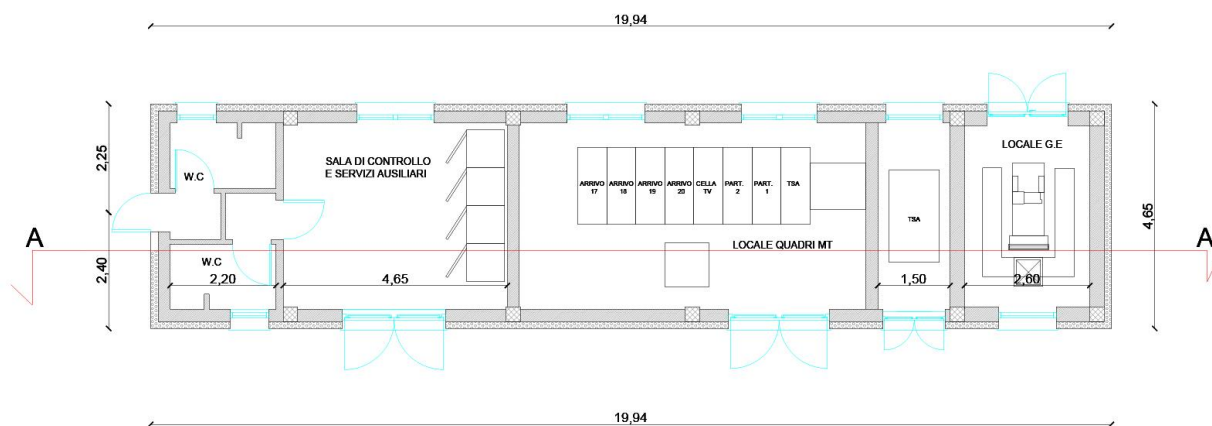 19,94
2,25
2,40
4,65
W.C
SALA DI CONTROLLO
E SERVIZI AUSILIARI
ARRIVO
17
ARRIVO
18
ARRIVO
19
ARRIVO
20
CELLA
TV
PART.
2
PART.
1
TSA
TSA
LOCALE G.E
LOCALE QUADRI MT
A
A
W.C
2,20
4,65
1,50
2,60
19,94